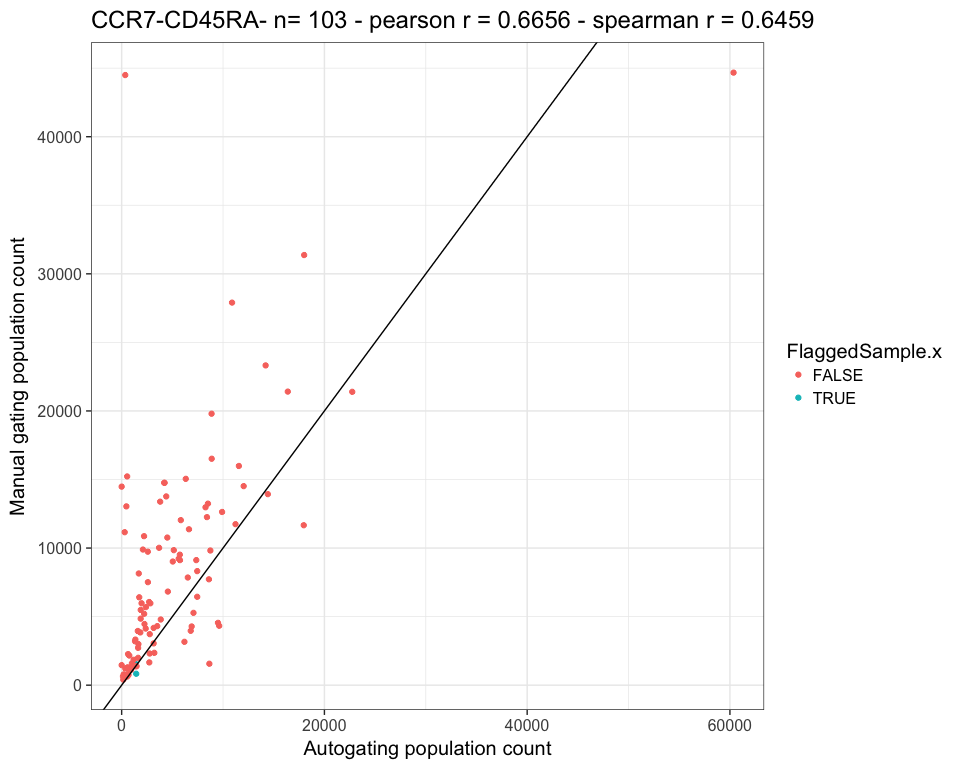 CCR7-CD45RA- n= 103 - pearson r = 0.6656 - spearman r = 0.6459
Manual gating population count
40000
30000
20000
10000
0
0 20000 40000 60000
Autogating population count
FlaggedSample.x
FALSE
TRUE